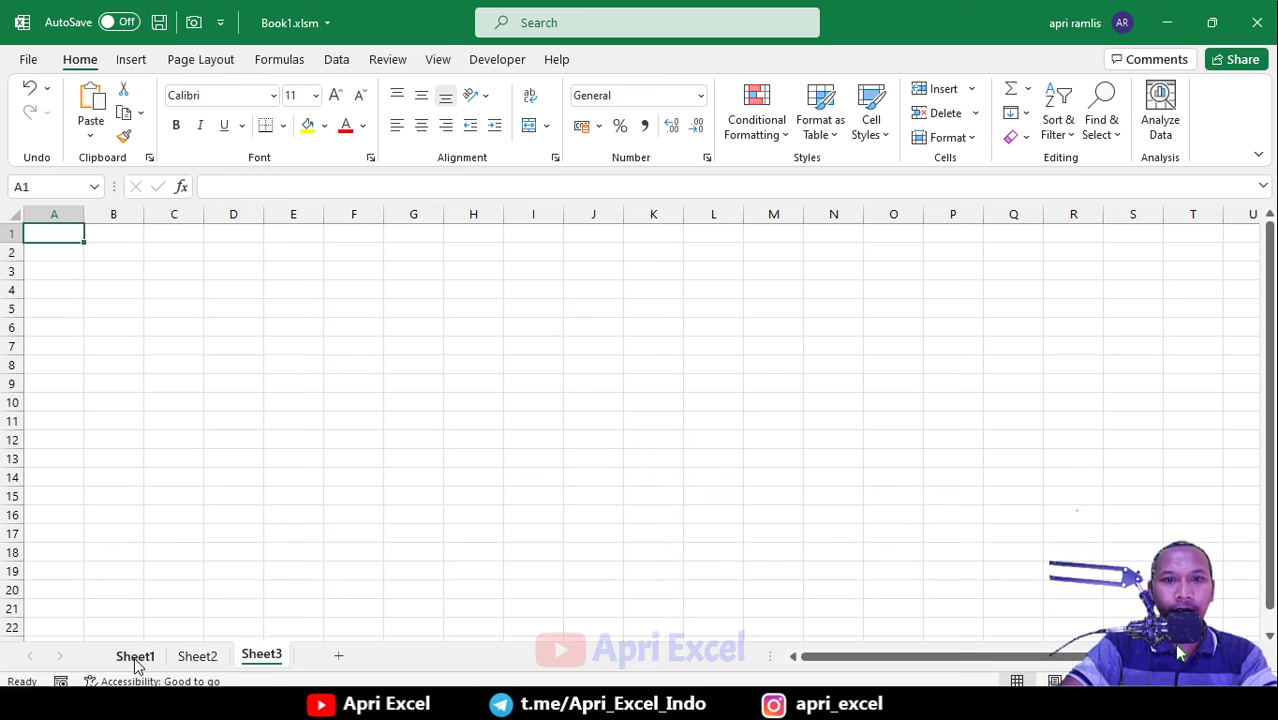 AutoSave Off Book1.xlsm Search apri ramlis AR
File Home Insert Page Layout Formulas Data Review View Developer Help Comments Share
Paste Calibri 11 General Conditional Formatting Format as Table Cell Styles Insert Delete Format Sort & Filter Find & Select Analyze Data
Undo Clipboard Font Alignment Number Styles Cells Editing Analysis
A1 fx
A B C D E F G H I J K L M N O P Q R S T U
1
2
3
4
5
6
7
8
9
10
11
12
13
14
15
16
17
18
19
20
21
22
Apri Excel
Sheet1 Sheet2 Sheet3
Ready Accessibility: Good to go
Apri Excel t.me/Apri_Excel_Indo apri_excel